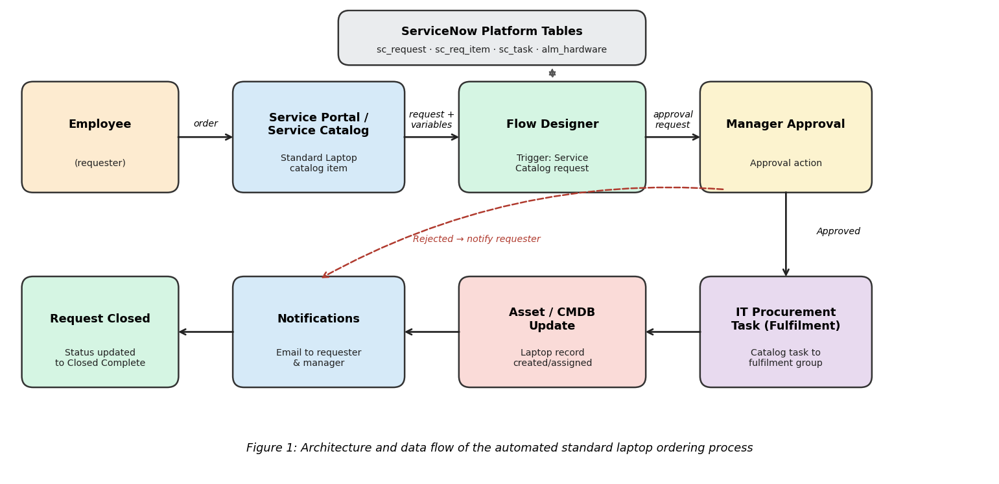 ServiceNow Platform Tables
sc_request · sc_req_item · sc_task · alm_hardware
Employee
(requester)
order
Service Portal /
Service Catalog
Standard Laptop
catalog item
request +
variables
Flow Designer
Trigger: Service
Catalog request
approval
request
Manager Approval
Approval action
Rejected → notify requester
Approved
Request Closed
Status updated
to Closed Complete
Notifications
Email to requester
& manager
Asset / CMDB
Update
Laptop record
created/assigned
IT Procurement
Task (Fulfilment)
Catalog task to
fulfilment group
Figure 1: Architecture and data flow of the automated standard laptop ordering process